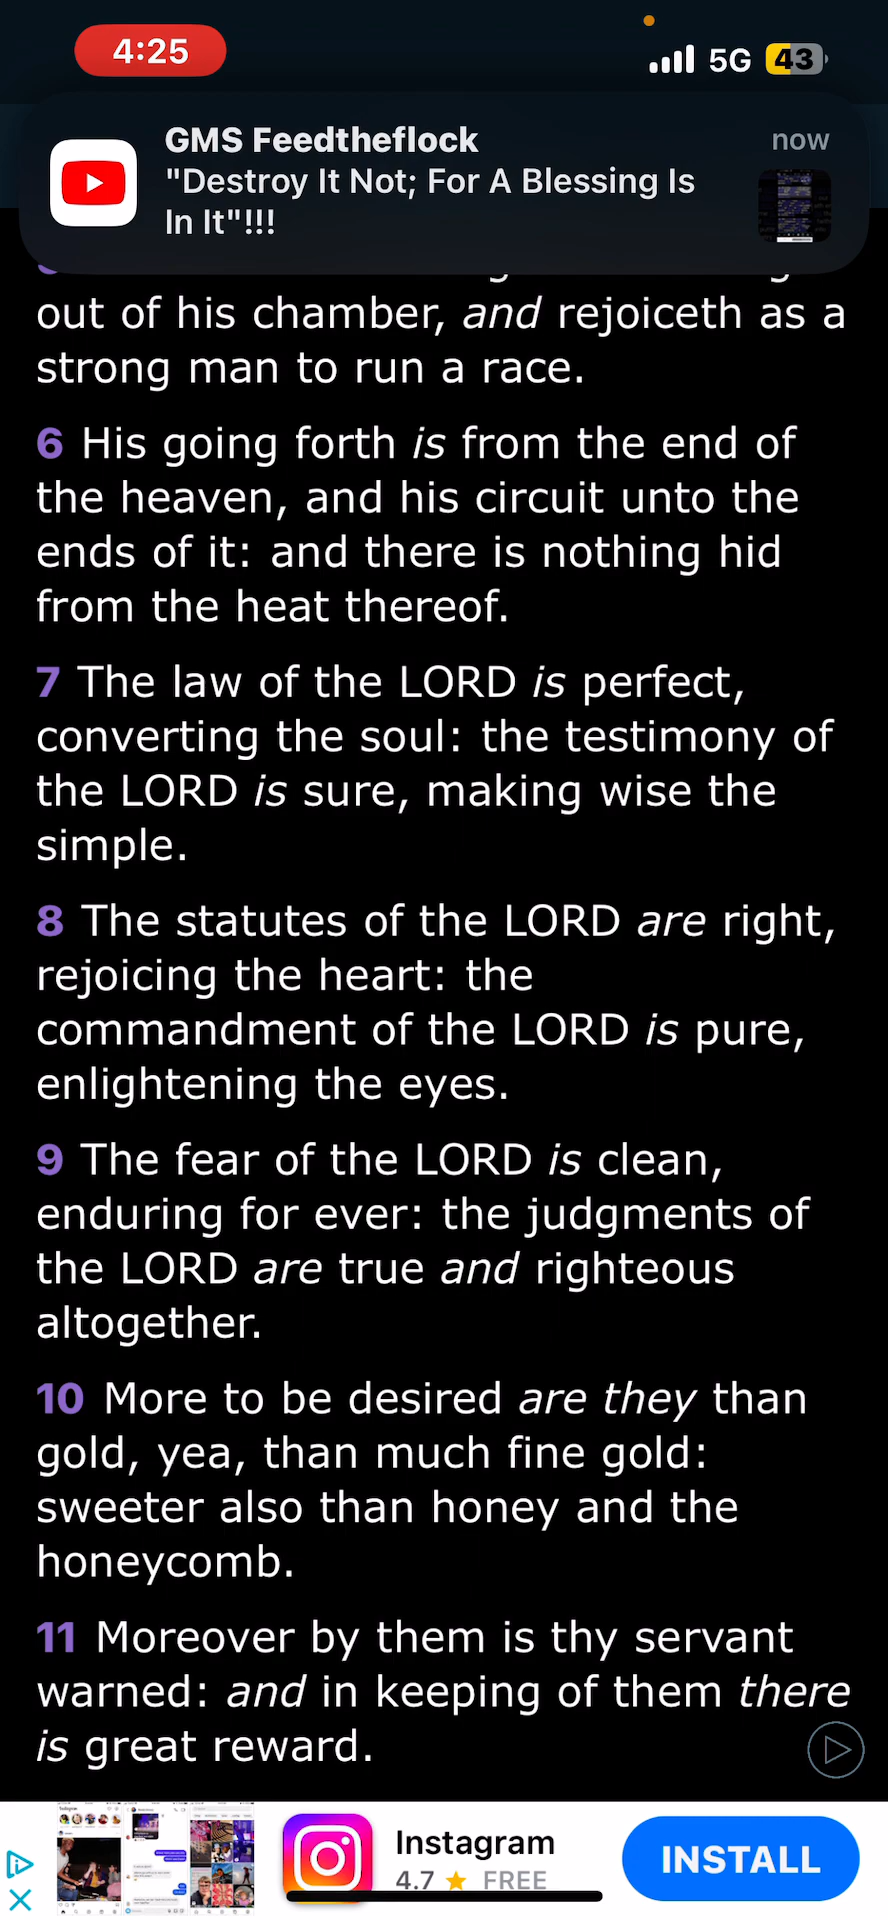 4:25
5G
43
GMS Feedtheflock
now
"Destroy It Not; For A Blessing Is
In It"!!!
out of his chamber, and rejoiceth as a
strong man to run a race.
6 His going forth is from the end of
the heaven, and his circuit unto the
ends of it: and there is nothing hid
from the heat thereof.
7 The law of the LORD is perfect,
converting the soul: the testimony of
the LORD is sure, making wise the
simple.
8 The statutes of the LORD are right,
rejoicing the heart: the
commandment of the LORD is pure,
enlightening the eyes.
9 The fear of the LORD is clean,
enduring for ever: the judgments of
the LORD are true and righteous
altogether.
10 More to be desired are they than
gold, yea, than much fine gold:
sweeter also than honey and the
honeycomb.
11 Moreover by them is thy servant
warned: and in keeping of them there
is great reward.
Instagram
4.7 ★ FREE
INSTALL